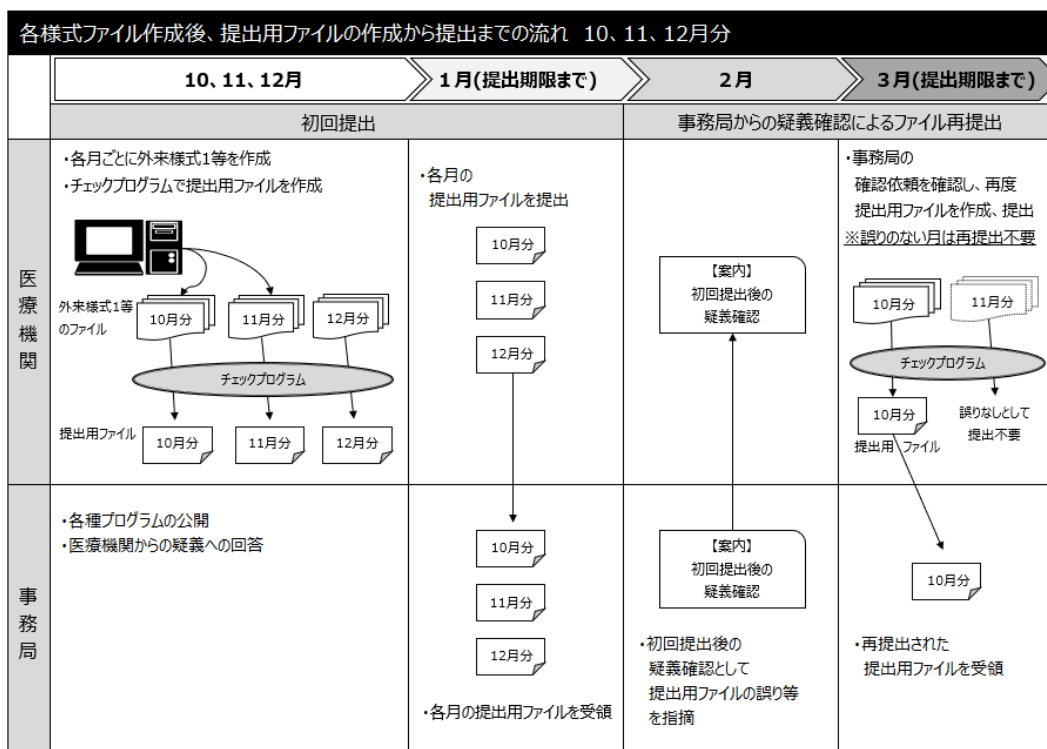 各様式ファイル作成後、提出用ファイルの作成から提出までの流れ 10、11、12月分
10、11、12月
1月(提出期限まで)
2月
3月(提出期限まで)
初回提出
事務局からの疑義確認によるファイル再提出
医療機関
・各月ごとに外来様式1等を作成
・チェックプログラムで提出用ファイルを作成
外来様式1等
のファイル
10月分
11月分
12月分
チェックプログラム
提出用ファイル
10月分
11月分
12月分
・各月の
提出用ファイルを提出
10月分
11月分
12月分
【案内】
初回提出後の
疑義確認
・事務局の
確認依頼を確認し、再度
提出用ファイルを作成、提出
※誤りのない月は再提出不要
10月分
11月分
チェックプログラム
10月分
提出用ファイル
誤りなしとして
提出不要
事務局
・各種プログラムの公開
・医療機関からの疑義への回答
10月分
11月分
12月分
・各月の提出用ファイルを受領
【案内】
初回提出後の
疑義確認
・初回提出後の
疑義確認として
提出用ファイルの誤り等
を指摘
10月分
・再提出された
提出用ファイルを受領